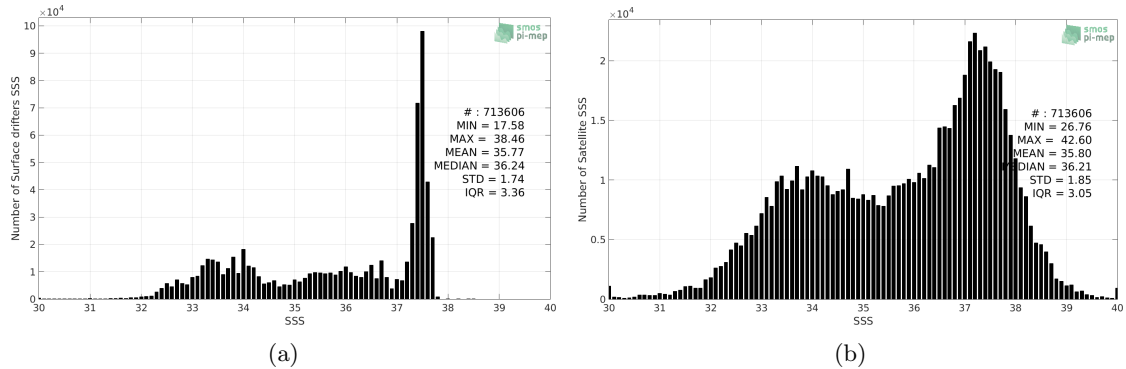 ×10⁴
smos
pi-mep
10
9
8
7
6
5
4
3
2
1
0
Number of Surface drifters SSS
# : 713606
MIN = 17.58
MAX = 38.46
MEAN = 35.77
MEDIAN = 36.24
STD = 1.74
IQR = 3.36
30 31 32 33 34 35 36 37 38 39 40
SSS
(a)
×10⁴
smos
pi-mep
2
1.5
1
0.5
0
Number of Satellite SSS
# : 713606
MIN = 26.76
MAX = 42.60
MEAN = 35.80
MEDIAN = 36.21
STD = 1.85
IQR = 3.05
30 31 32 33 34 35 36 37 38 39 40
SSS
(b)